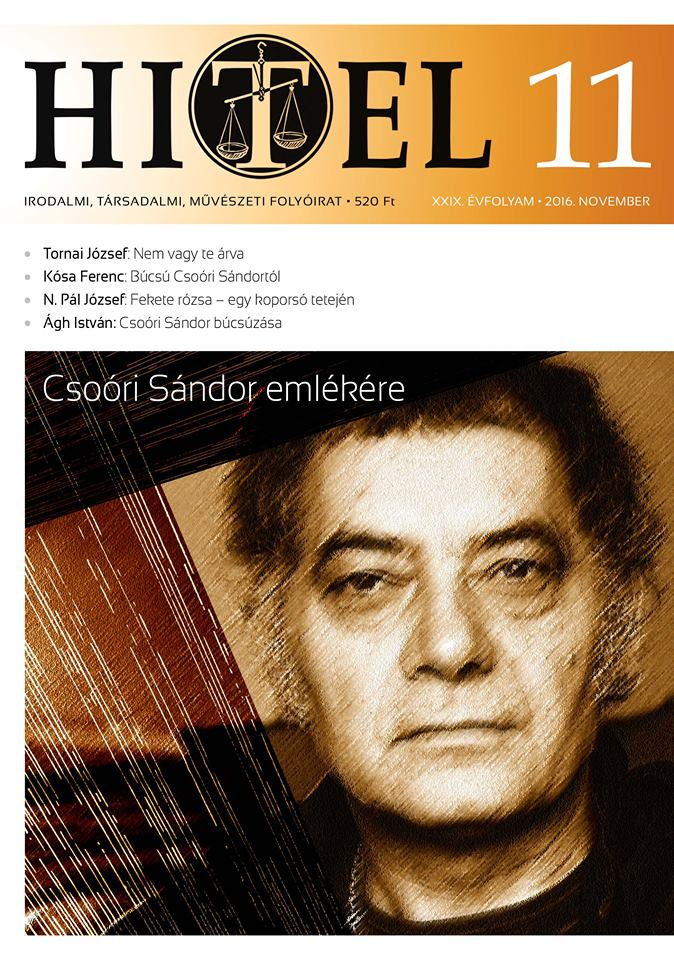 HITEL 11
IRODALMI, TÁRSADALMI, MŰVÉSZETI FOLYÓIRAT • 520 Ft XXIX. ÉVFOLYAM • 2016. NOVEMBER
Tornai József: Nem vagy te árva
Kósa Ferenc: Búcsú Csoóri Sándortól
N. Pál József: Fekete rózsa – egy koporsó tetején
Ágh István: Csoóri Sándor búcsúzása
Csoóri Sándor emlékére